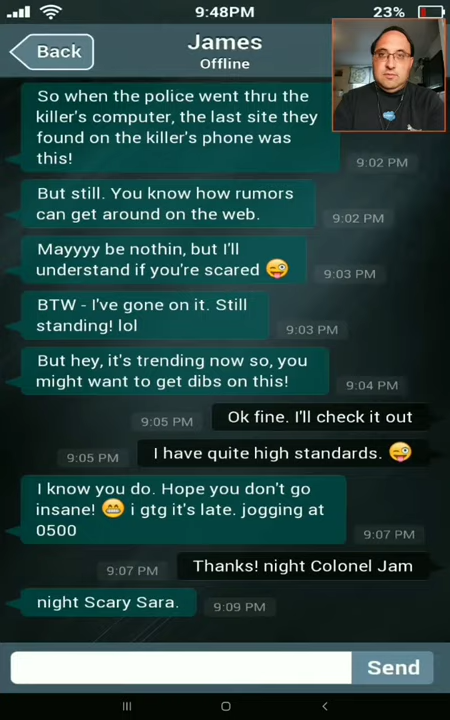 9:48PM
23%
Back
James
Offline
So when the police went thru the
killer's computer, the last site they
found on the killer's phone was
this!
9:02 PM
But still. You know how rumors
can get around on the web.
9:02 PM
Mayyyy be nothin, but I'll
understand if you're scared 😜
9:03 PM
BTW - I've gone on it. Still
standing! lol
9:03 PM
But hey, it's trending now so, you
might want to get dibs on this!
9:04 PM
9:05 PM
Ok fine. I'll check it out
9:05 PM
I have quite high standards. 😜
I know you do. Hope you don't go
insane! 😁 i gtg it's late. jogging at
0500
9:07 PM
9:07 PM
Thanks! night Colonel Jam
night Scary Sara.
9:09 PM
Send